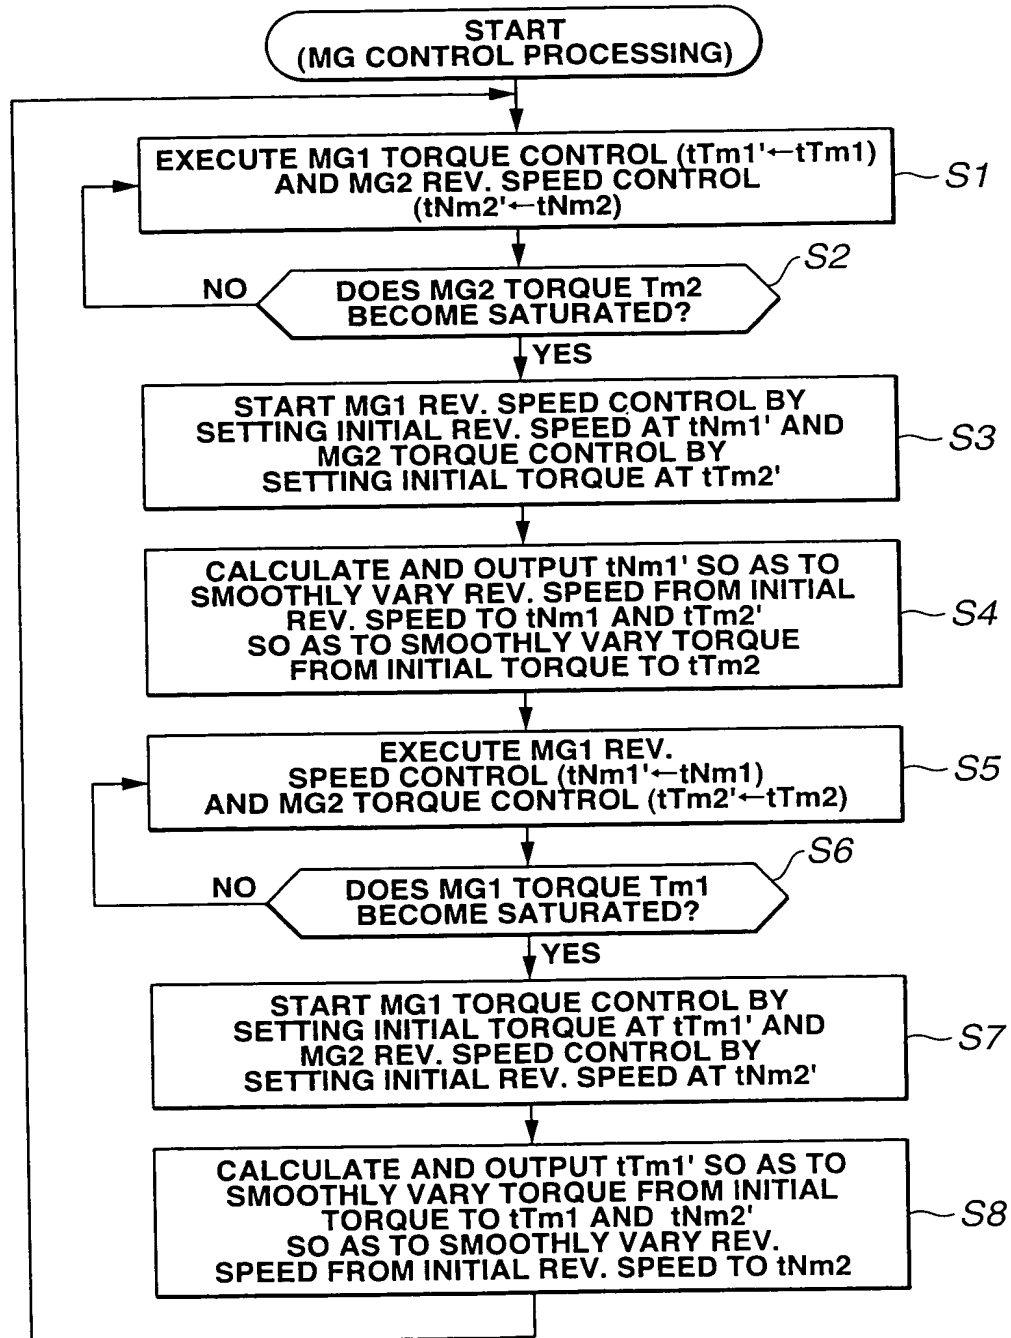 START
(MG CONTROL PROCESSING)
EXECUTE MG1 TORQUE CONTROL (tTm1'←tTm1)
AND MG2 REV. SPEED CONTROL
(tNm2'←tNm2)
S1
S2
NO
DOES MG2 TORQUE Tm2
BECOME SATURATED?
YES
START MG1 REV. SPEED CONTROL BY
SETTING INITIAL REV. SPEED AT tNm1' AND
MG2 TORQUE CONTROL BY
SETTING INITIAL TORQUE AT tTm2'
S3
CALCULATE AND OUTPUT tNm1' SO AS TO
SMOOTHLY VARY REV. SPEED FROM INITIAL
REV. SPEED TO tNm1 AND tTm2'
SO AS TO SMOOTHLY VARY TORQUE
FROM INITIAL TORQUE TO tTm2
S4
EXECUTE MG1 REV.
SPEED CONTROL (tNm1'←tNm1)
AND MG2 TORQUE CONTROL (tTm2'←tTm2)
S5
S6
NO
DOES MG1 TORQUE Tm1
BECOME SATURATED?
YES
START MG1 TORQUE CONTROL BY
SETTING INITIAL TORQUE AT tTm1' AND
MG2 REV. SPEED CONTROL BY
SETTING INITIAL REV. SPEED AT tNm2'
S7
CALCULATE AND OUTPUT tTm1' SO AS TO
SMOOTHLY VARY TORQUE FROM INITIAL
TORQUE TO tTm1 AND tNm2'
SO AS TO SMOOTHLY VARY REV.
SPEED FROM INITIAL REV. SPEED TO tNm2
S8